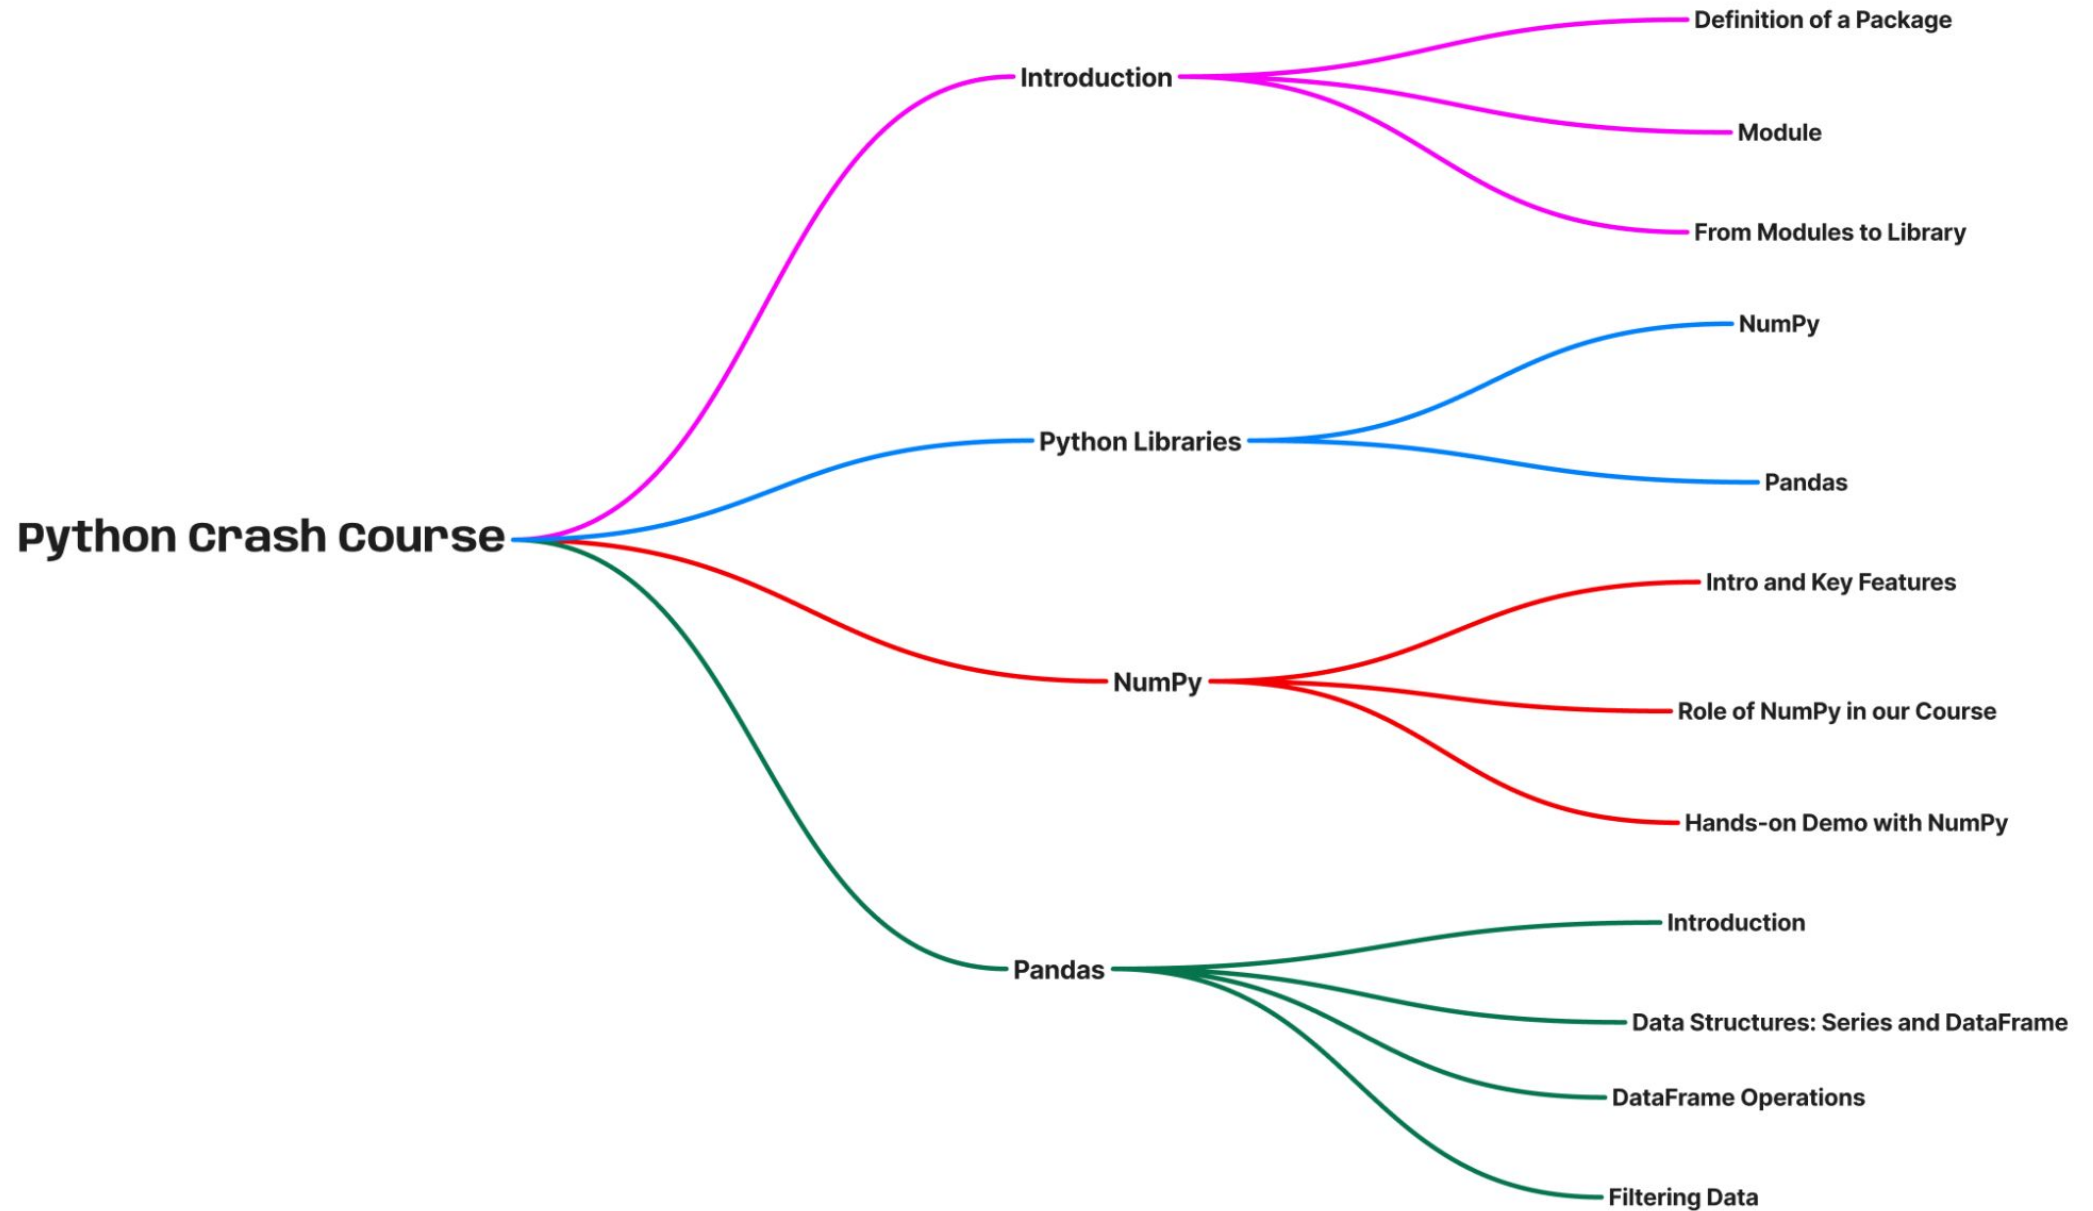 Python Crash Course
Introduction
Definition of a Package
Module
From Modules to Library
Python Libraries
NumPy
Pandas
NumPy
Intro and Key Features
Role of NumPy in our Course
Hands-on Demo with NumPy
Pandas
Introduction
Data Structures: Series and DataFrame
DataFrame Operations
Filtering Data